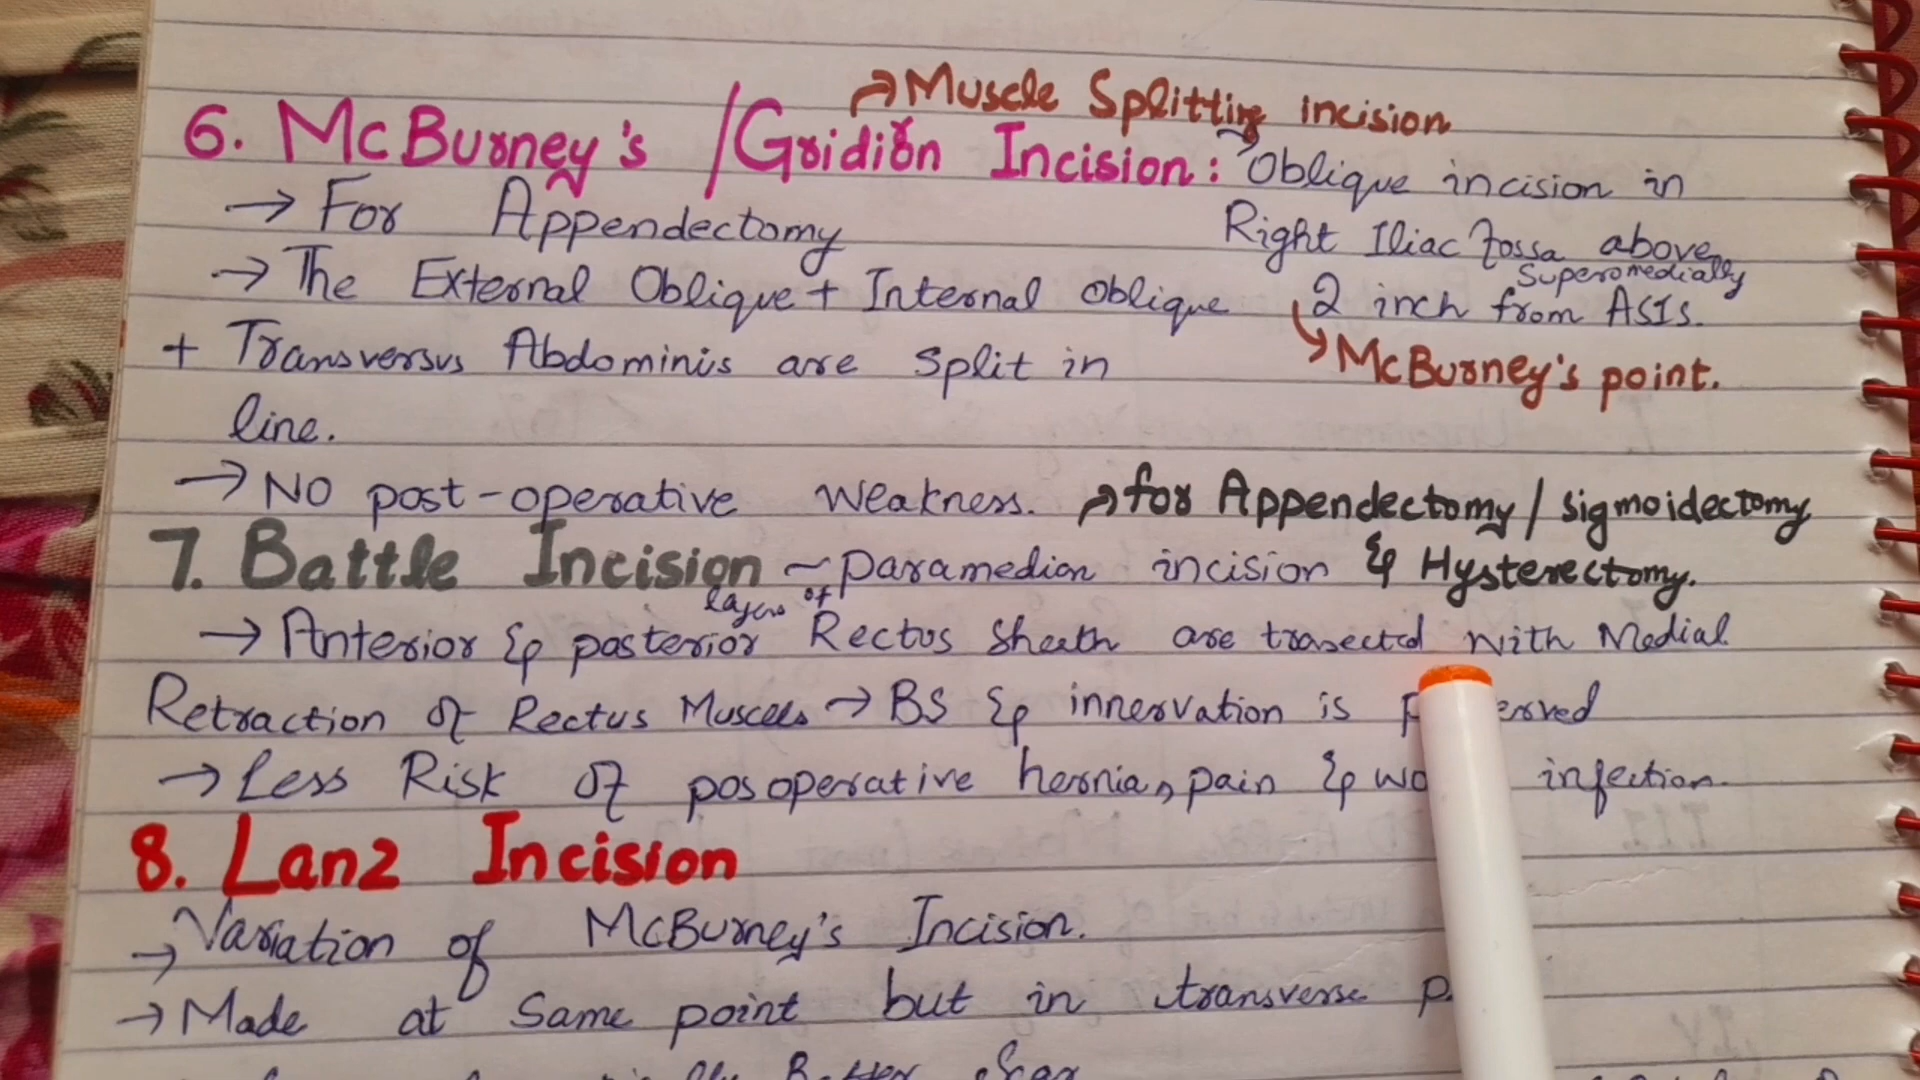 → Muscle Splitting incision
6. McBurney's / Gridiron Incision: Oblique incision in
→ For Appendectomy
Right Iliac fossa above
→ The External Oblique + Internal Oblique
Superomedially
2 inch from ASIS.
+ Transversus Abdominis are split in
→ McBurney's point.
line.
→ No post-operative weakness.
→ for Appendectomy / sigmoidectomy
7. Battle Incision ~ paramedian incision & Hysterectomy.
layers of
→ Anterior & posterior Rectus Sheath are trasected with Medial
Retraction of Rectus Muscels → BS & innervation is
→ Less Risk of posoperative hernia, pain & infection.
8. Lanz Incision
→ Variation of McBurney's Incision.
→ Made at same point but in transverse
Better Scar